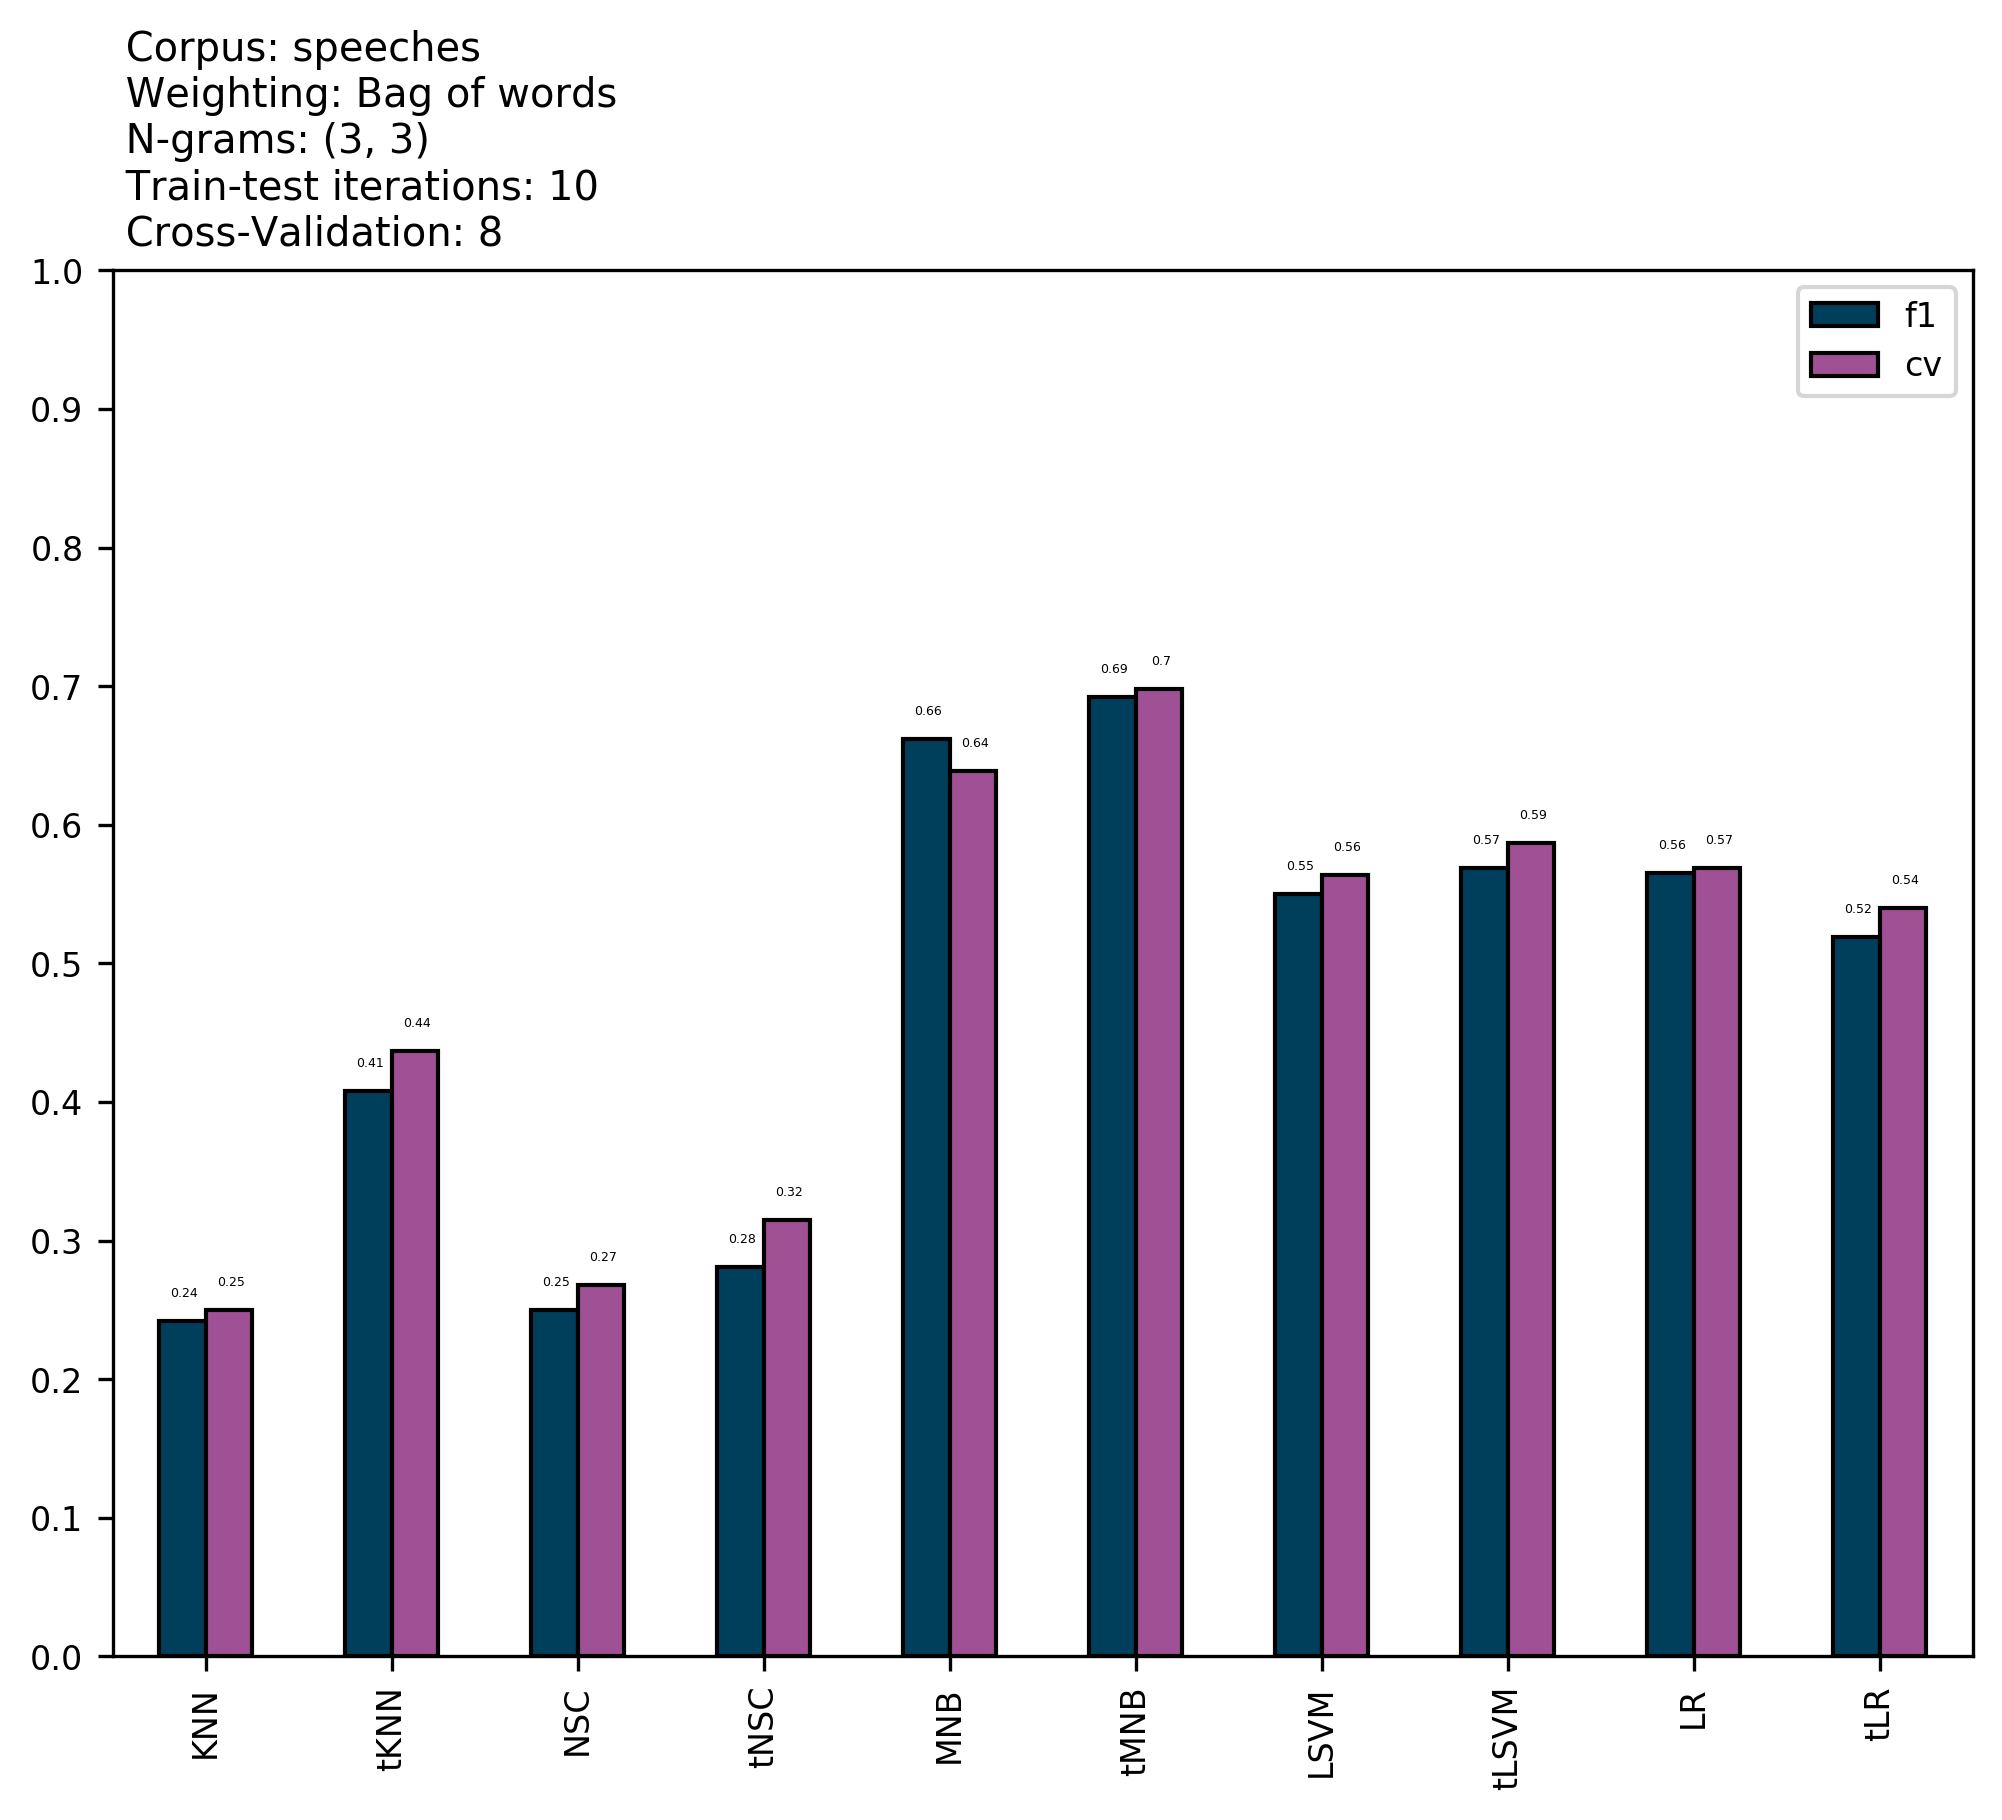 Corpus: speeches
Weighting: Bag of words
N-grams: (3, 3)
Train-test iterations: 10
Cross-Validation: 8
1.0
0.9
0.8
0.7
0.6
0.5
0.4
0.3
0.2
0.1
0.0
f1
cv
0.24
0.25
0.41
0.44
0.25
0.27
0.28
0.32
0.66
0.64
0.69
0.7
0.55
0.56
0.57
0.59
0.56
0.57
0.52
0.54
KNN
tKNN
NSC
tNSC
MNB
tMNB
LSVM
tLSVM
LR
tLR